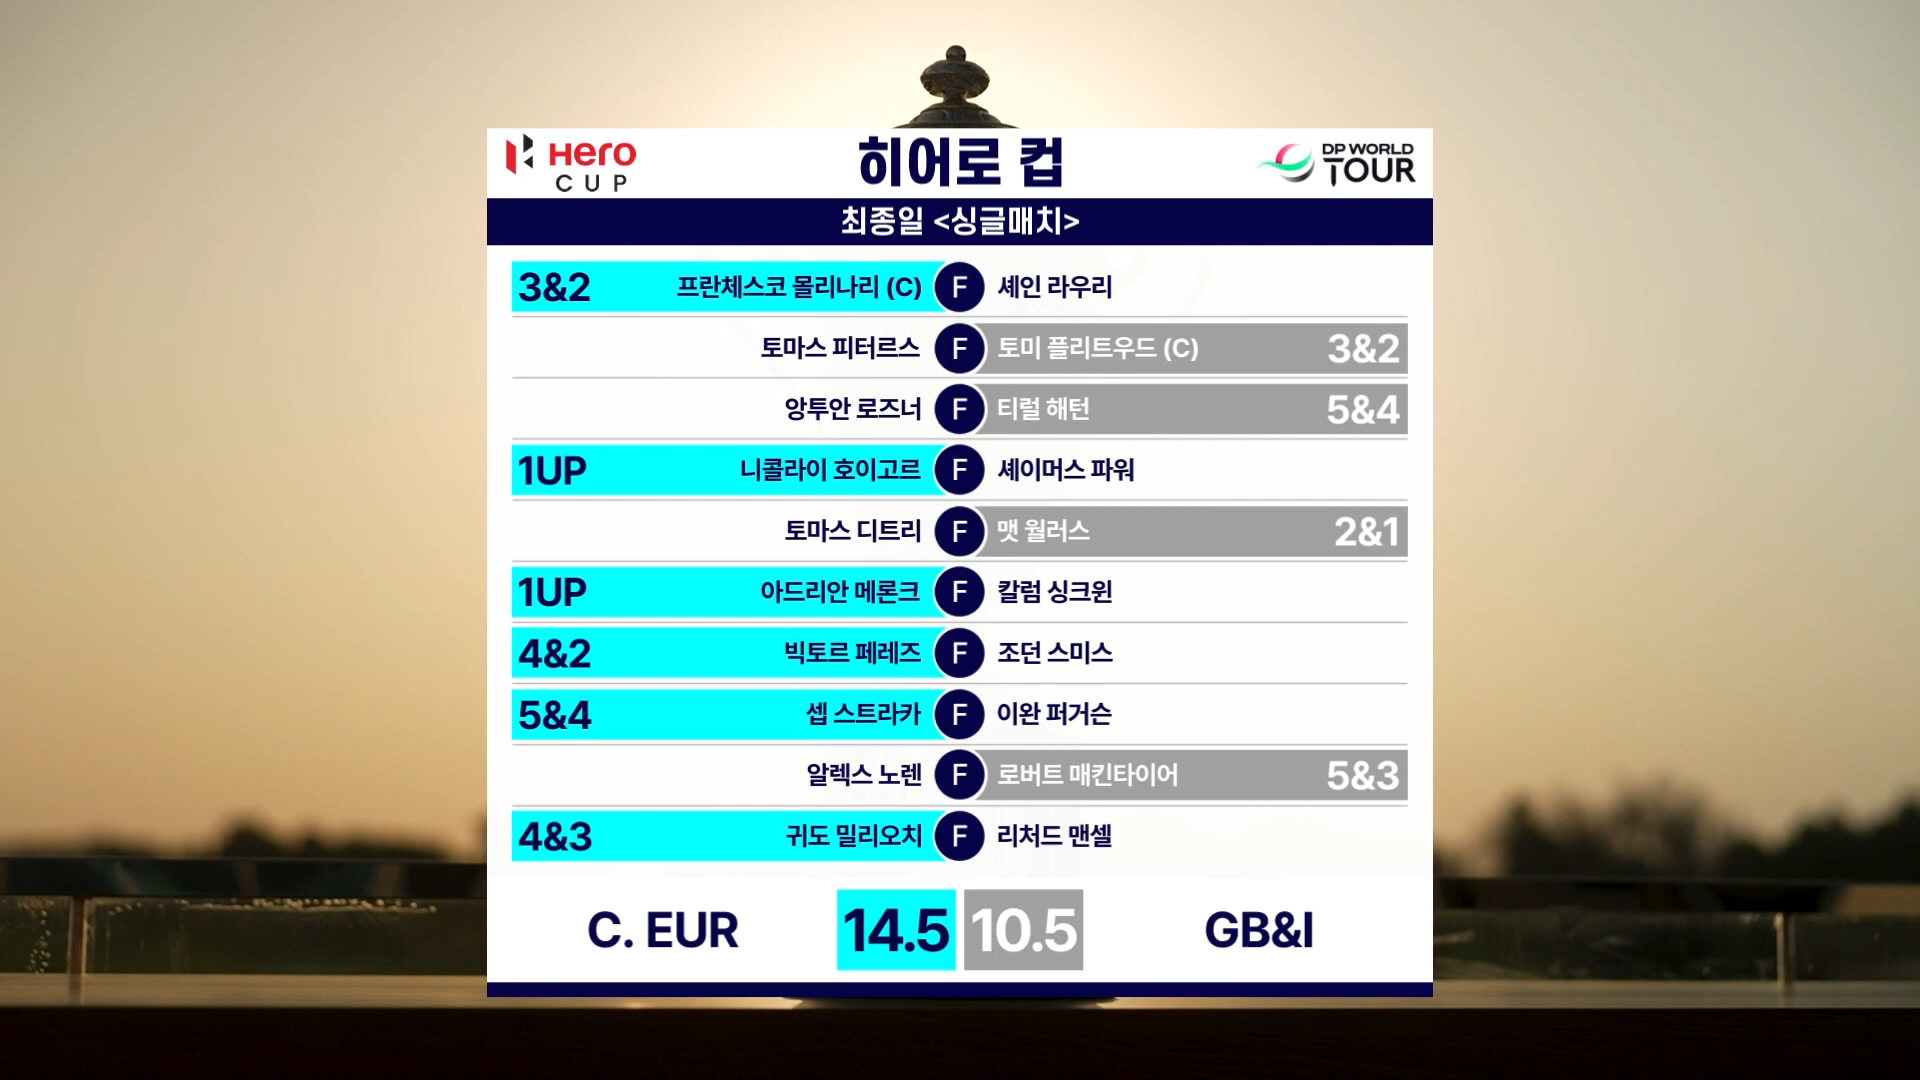 Hero
CUP
히어로 컵
DP WORLD
TOUR
최종일 <싱글매치>
3&2 프란체스코 몰리나리 (C) F 셰인 라우리
토마스 피터르스 F 토미 플리트우드 (C) 3&2
앙투안 로즈너 F 티럴 해턴 5&4
1UP 니콜라이 호이고르 F 셰이머스 파워
토마스 디트리 F 맷 월러스 2&1
1UP 아드리안 메론크 F 칼럼 싱크윈
4&2 빅토르 페레즈 F 조던 스미스
5&4 셉 스트라카 F 이완 퍼거슨
알렉스 노렌 F 로버트 매킨타이어 5&3
4&3 귀도 밀리오치 F 리처드 맨셀
C. EUR 14.5 10.5 GB&I